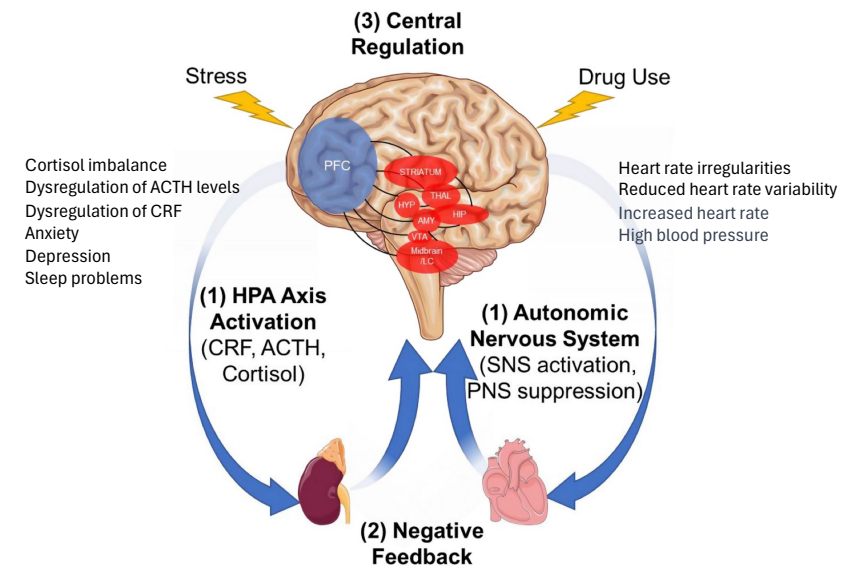 (3) Central
Regulation
Stress
Drug Use
PFC
STRIATUM
THAL
HYP
HIP
AMY
VTA
Midbrain
/LC
Cortisol imbalance
Dysregulation of ACTH levels
Dysregulation of CRF
Anxiety
Depression
Sleep problems
Heart rate irregularities
Reduced heart rate variability
Increased heart rate
High blood pressure
(1) HPA Axis
Activation
(CRF, ACTH,
Cortisol)
(1) Autonomic
Nervous System
(SNS activation,
PNS suppression)
(2) Negative
Feedback